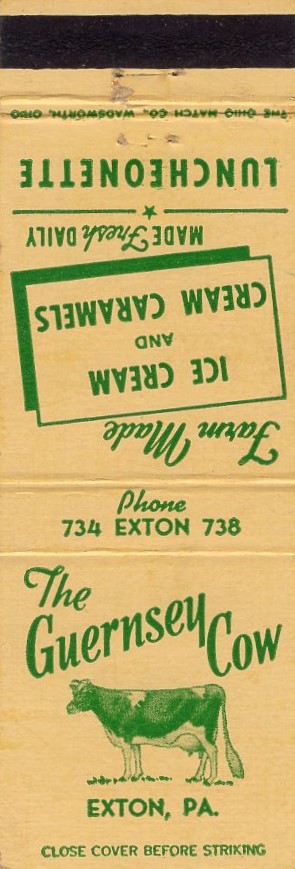 The
Guernsey Cow
EXTON, PA.
CLOSE COVER BEFORE STRIKING
Phone
734 EXTON 738
Farm Made
ICE CREAM
AND
CREAM CARAMELS
MADE Fresh DAILY
LUNCHEONETTE
THE OHIO MATCH CO., WADSWORTH, OHIO